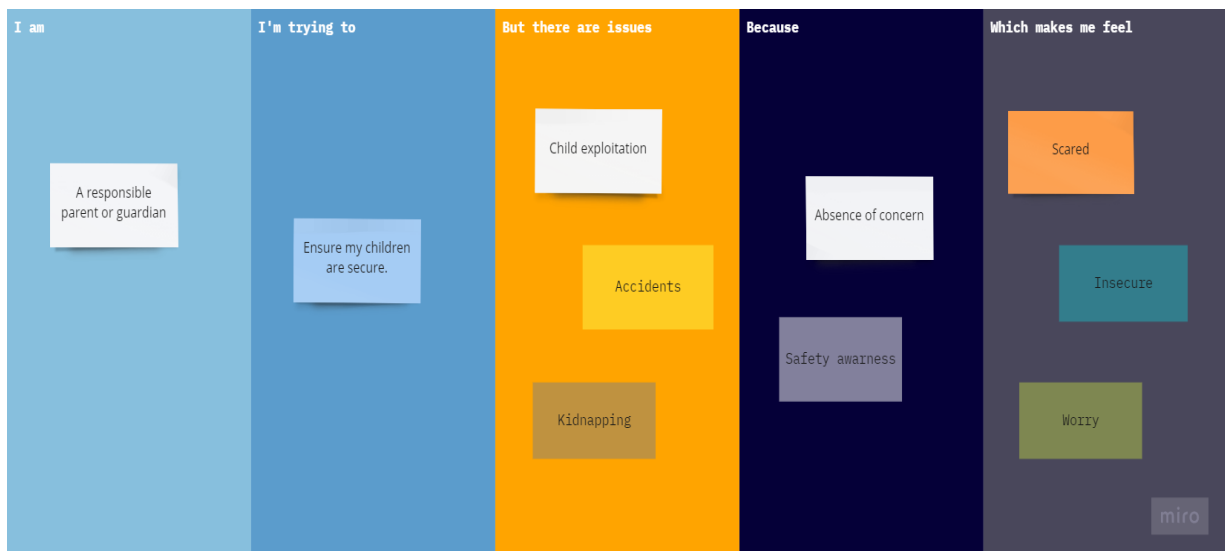 I am
A responsible
parent or guardian
I'm trying to
Ensure my children
are secure.
But there are issues
Child exploitation
Accidents
Kidnapping
Because
Absence of concern
Safety awarness
Which makes me feel
Scared
Insecure
Worry
miro